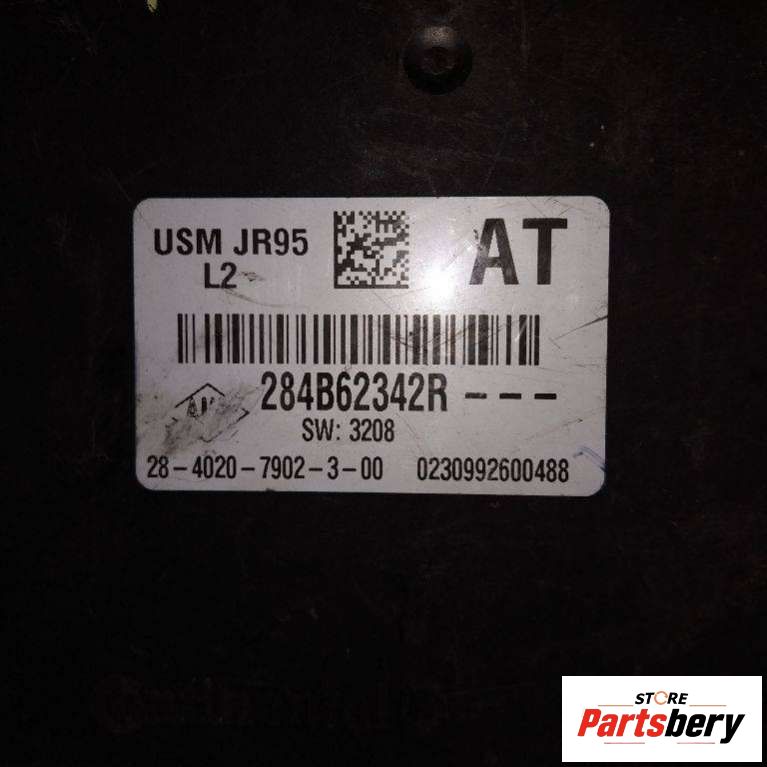 USM JR95 AT
L2
284B62342R ---
SW: 3208
28-4020-7902-3-00 0230992600488
STORE
Partsbery